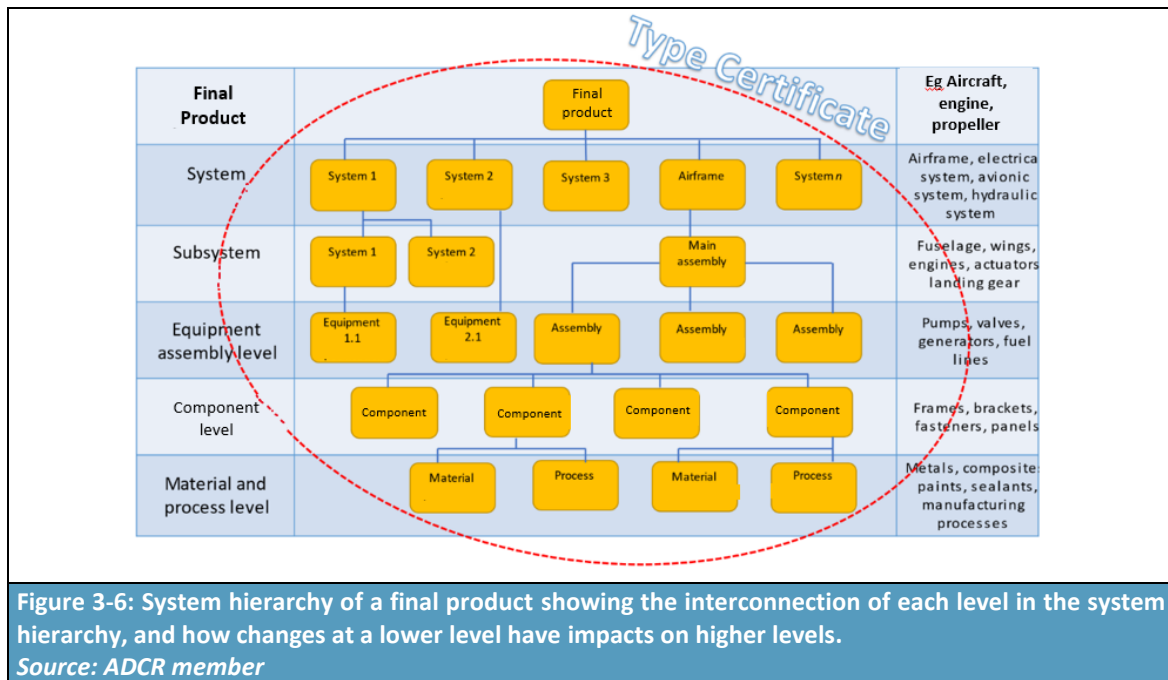 Type Certificate
Final
Product
Final
product
Eg Aircraft,
engine,
propeller
System
System 1
System 2
System 3
Airframe
System n
Airframe, electrica
system, avionic
system, hydraulic
system
Subsystem
System 1
System 2
Main
assembly
Fuselage, wings,
engines, actuators
landing gear
Equipment
assembly level
Equipment
1.1
Equipment
2.1
Assembly
Assembly
Assembly
Pumps, valves,
generators, fuel
lines
Component
level
Component
Component
Component
Component
Frames, brackets,
fasteners, panels
Material and
process level
Material
Process
Material
Process
Metals, composite
paints, sealants,
manufacturing
processes
Figure 3-6: System hierarchy of a final product showing the interconnection of each level in the system
hierarchy, and how changes at a lower level have impacts on higher levels.
Source: ADCR member